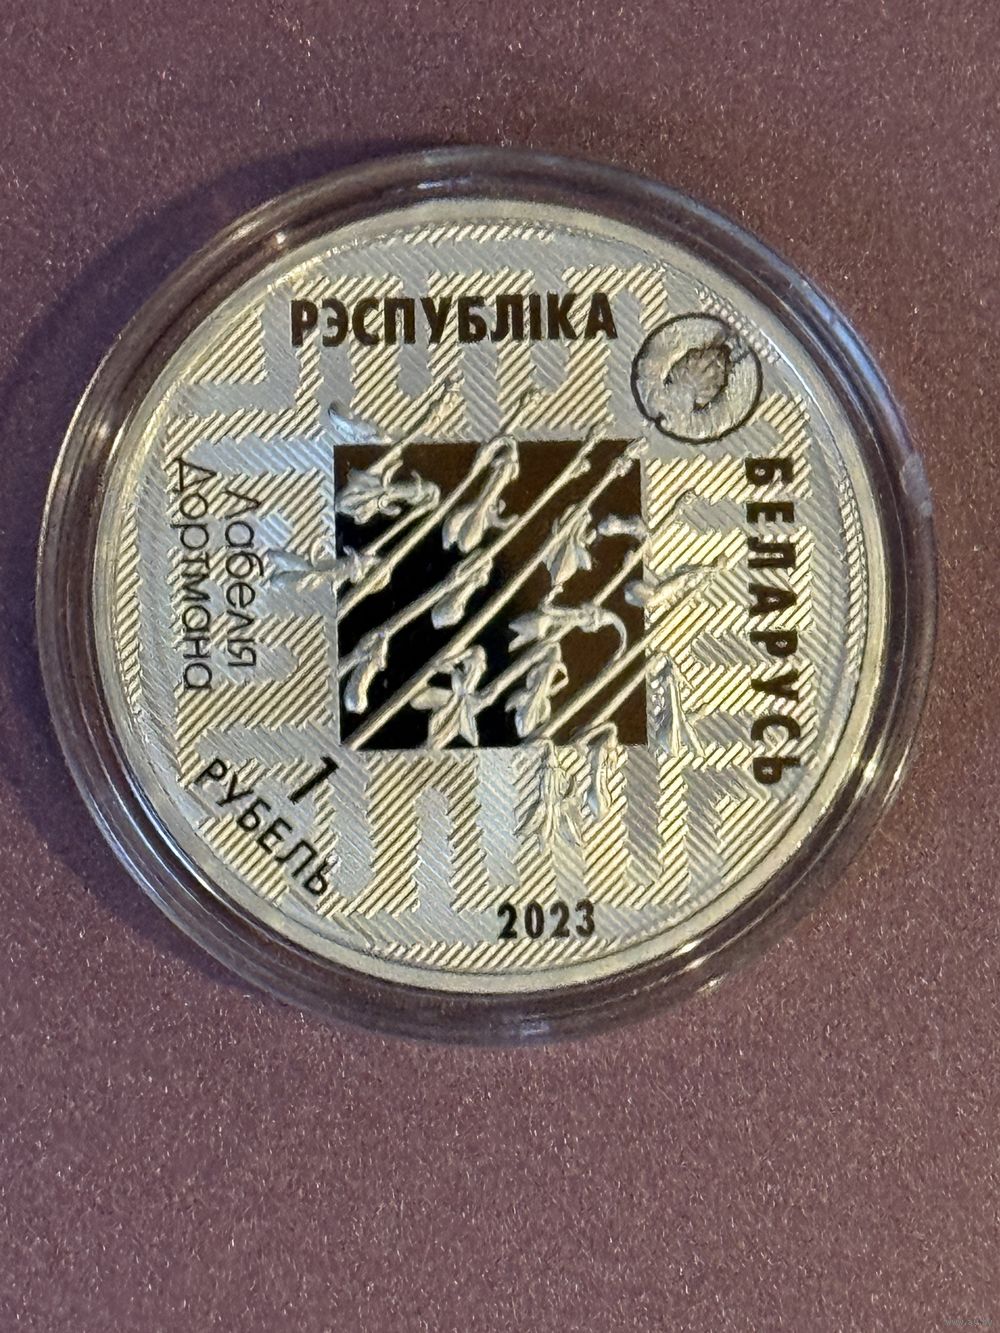 РЭСПУБЛІКА
БЕЛАРУСЬ
Лабелія
Дортмана
1
РУБЕЛЬ
2023